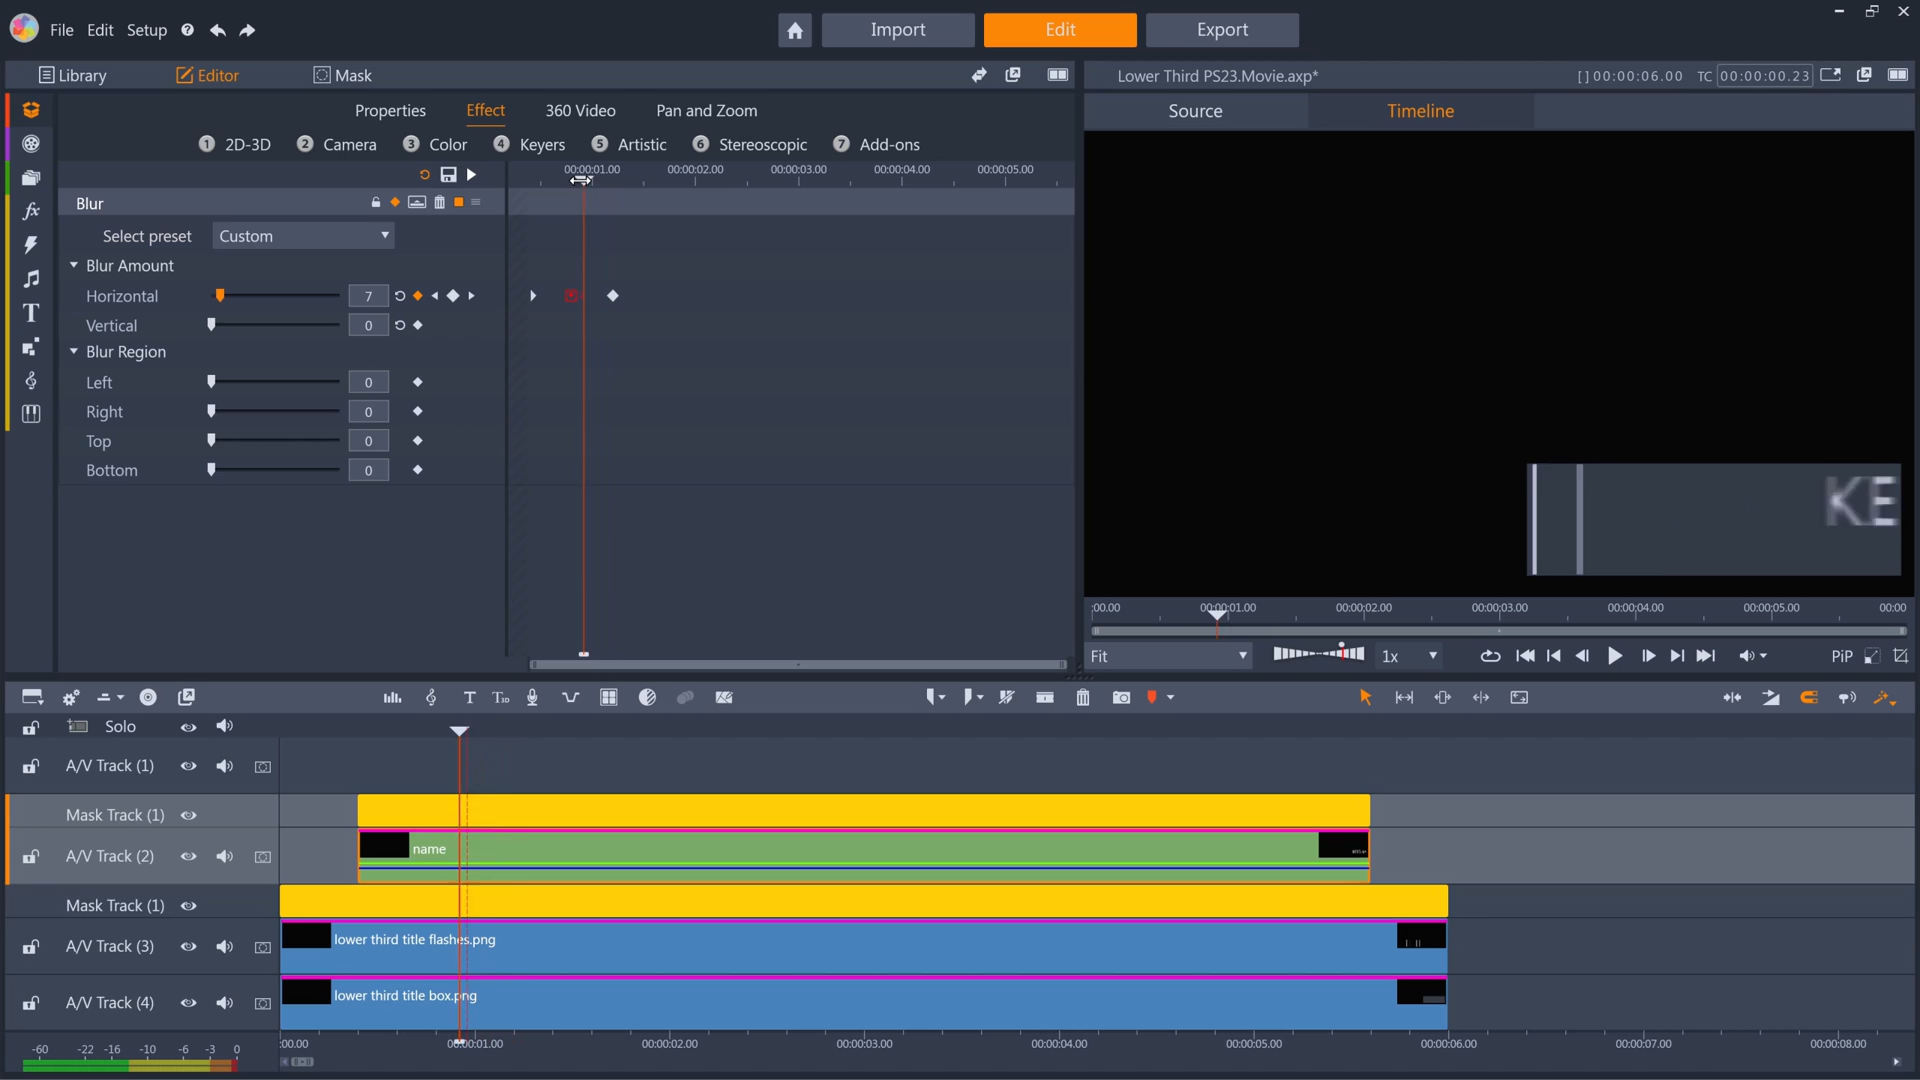 File Edit Setup Import Edit Export
Library Editor Mask Lower Third PS23.Movie.axp* [ ] 00:00:06.00 TC 00:00:00.23
Properties Effect 360 Video Pan and Zoom Source Timeline
1 2D-3D 2 Camera 3 Color 4 Keyers 5 Artistic 6 Stereoscopic 7 Add-ons
00:00:01.00 00:00:02.00 00:00:03.00 00:00:04.00 00:00:05.00
Blur
Select preset Custom
Blur Amount
Horizontal 7
Vertical 0
Blur Region
Left 0
Right 0
Top 0
Bottom 0
KE
:00.00 00:00:01.00 00:00:02.00 00:00:03.00 00:00:04.00 00:00:05.00 00:00
Fit 1x PiP
T T3D
Solo
A/V Track (1)
Mask Track (1)
A/V Track (2) name
Mask Track (1)
A/V Track (3) lower third title flashes.png
A/V Track (4) lower third title box.png
-60 -22 -16 -10 -6 -3 0 :00.00 00:00:01.00 00:00:02.00 00:00:03.00 00:00:04.00 00:00:05.00 00:00:06.00 00:00:07.00 00:00:08.00